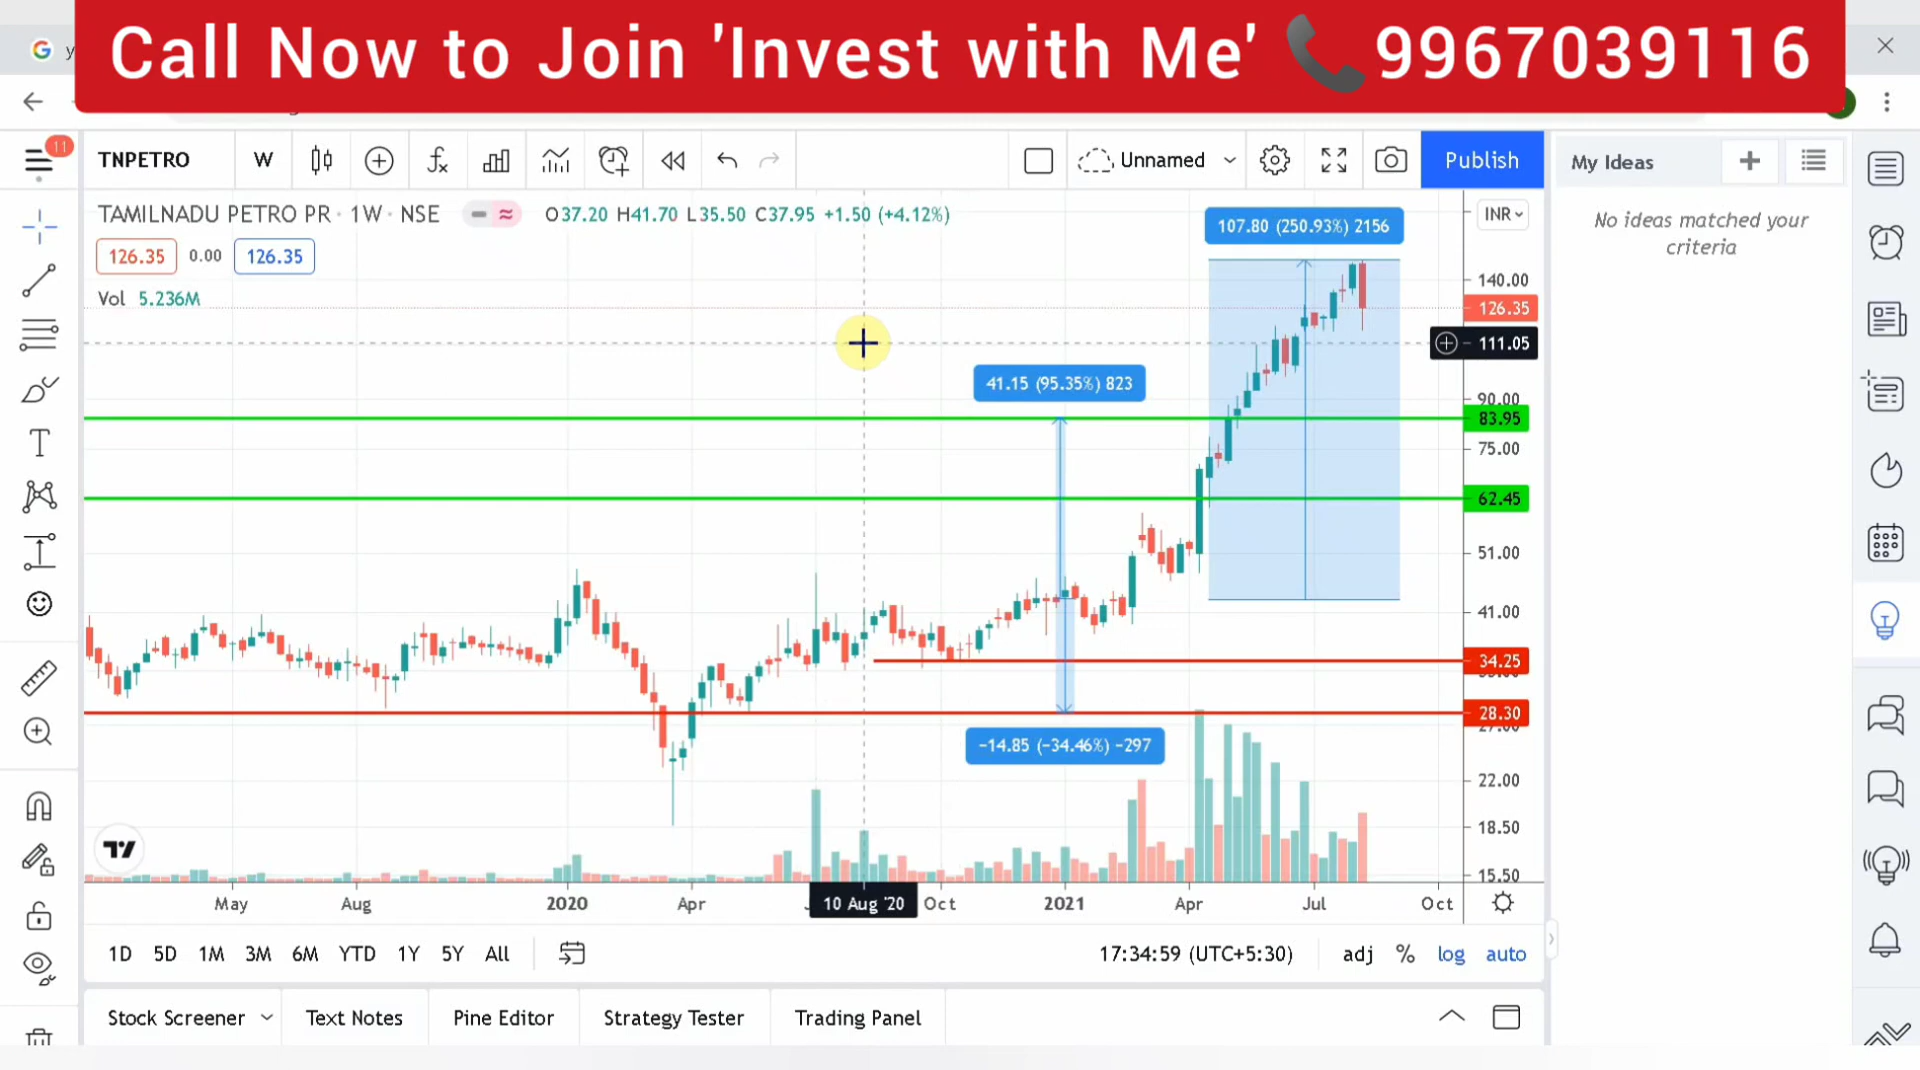 Call Now to Join 'Invest with Me' 📞9967039116
11
TNPETRO W Unnamed Publish
My Ideas
TAMILNADU PETRO PR · 1W · NSE O37.20 H41.70 L35.50 C37.95 +1.50 (+4.12%)
INR
No ideas matched your
criteria
126.35 0.00 126.35
Vol 5.236M
107.80 (250.93%) 2156
140.00
126.35
111.05
41.15 (95.35%) 823
90.00
83.95
75.00
62.45
51.00
41.00
34.25
28.30
-14.85 (-34.46%) -297
22.00
18.50
15.50
May Aug 2020 Apr 10 Aug '20 Oct 2021 Apr Jul Oct
1D 5D 1M 3M 6M YTD 1Y 5Y All 17:34:59 (UTC+5:30) adj % log auto
Stock Screener Text Notes Pine Editor Strategy Tester Trading Panel